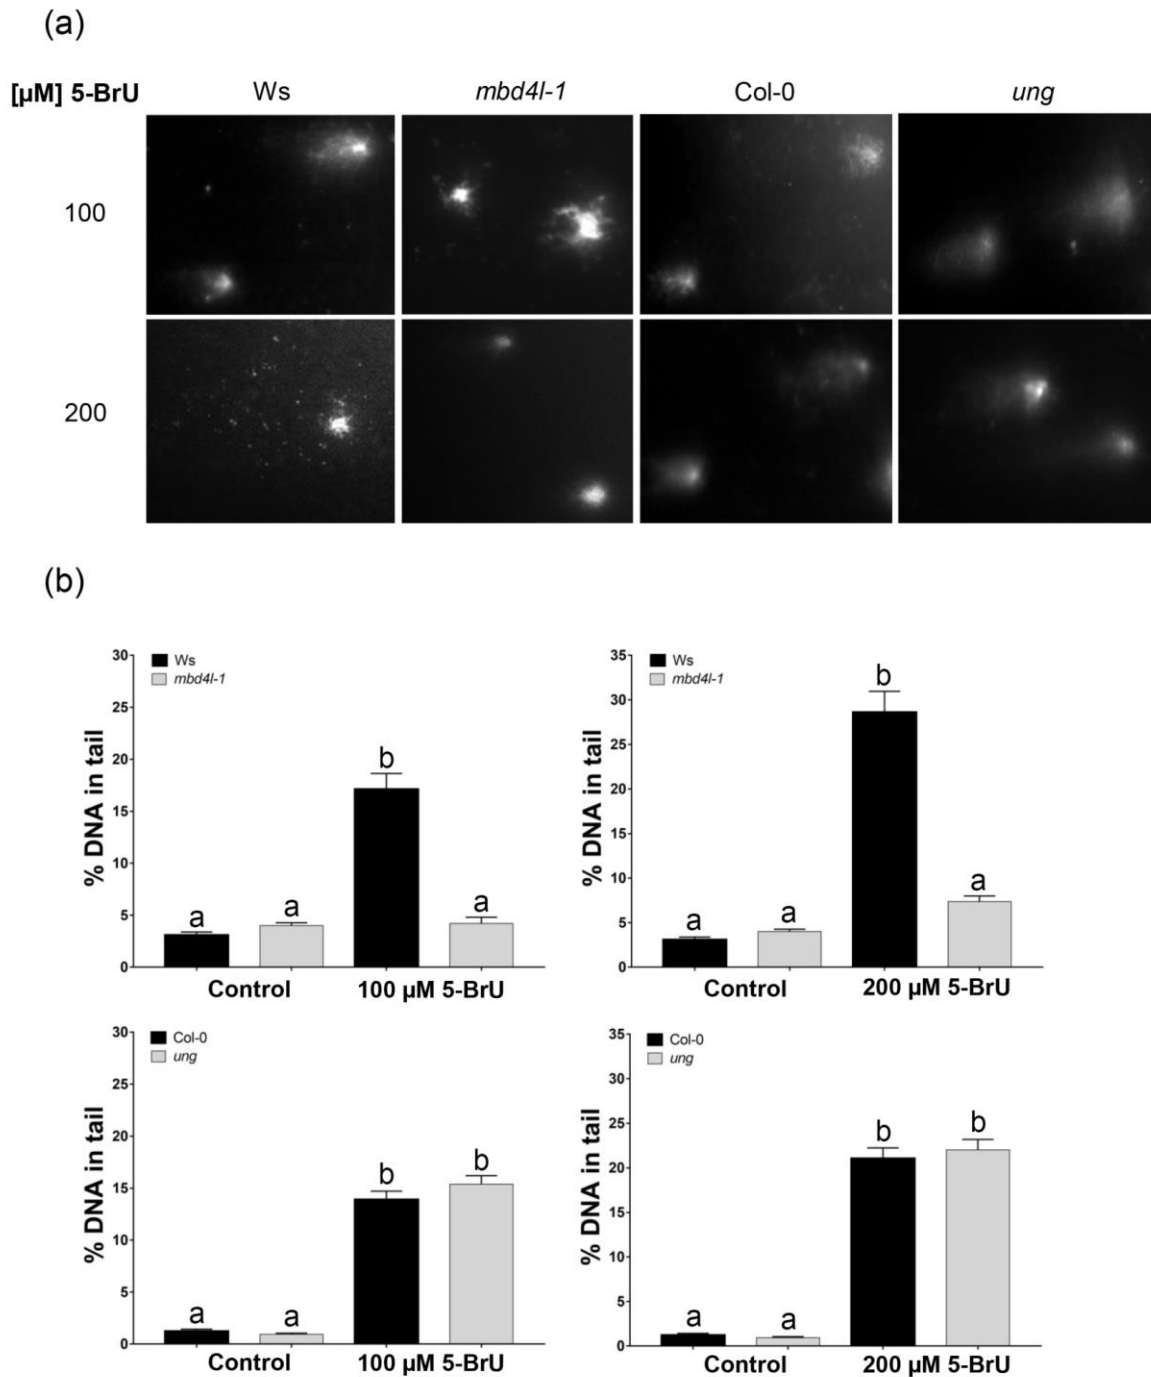 (a)
[µM] 5-BrU Ws mbd4l-1 Col-0 ung
100
200
(b)
30
25
20
15
10
5
0
% DNA in tail
Ws
mbd4l-1
a a b a
Control 100 µM 5-BrU
35
30
25
20
15
10
5
0
% DNA in tail
Ws
mbd4l-1
a a b a
Control 200 µM 5-BrU
30
25
20
15
10
5
0
% DNA in tail
Col-0
ung
a a b b
Control 100 µM 5-BrU
35
30
25
20
15
10
5
0
% DNA in tail
Col-0
ung
a a b b
Control 200 µM 5-BrU